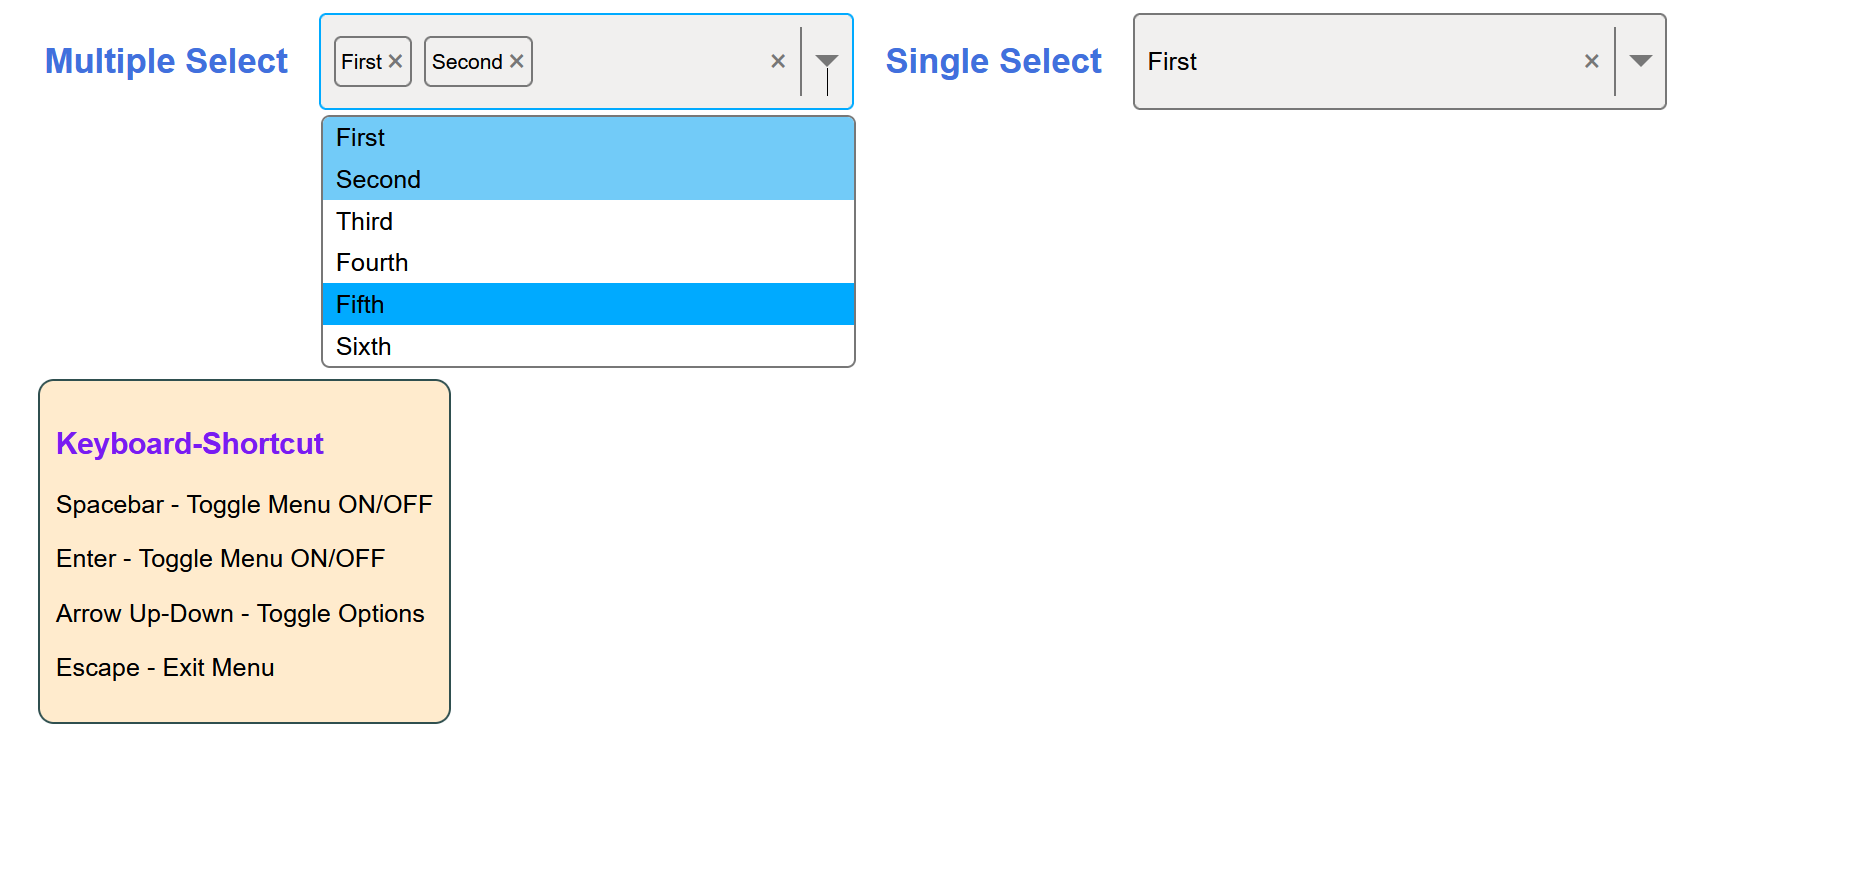 Multiple Select
First ×
Second ×
×
Single Select
First
×
First
Second
Third
Fourth
Fifth
Sixth
Keyboard-Shortcut
Spacebar - Toggle Menu ON/OFF
Enter - Toggle Menu ON/OFF
Arrow Up-Down - Toggle Options
Escape - Exit Menu